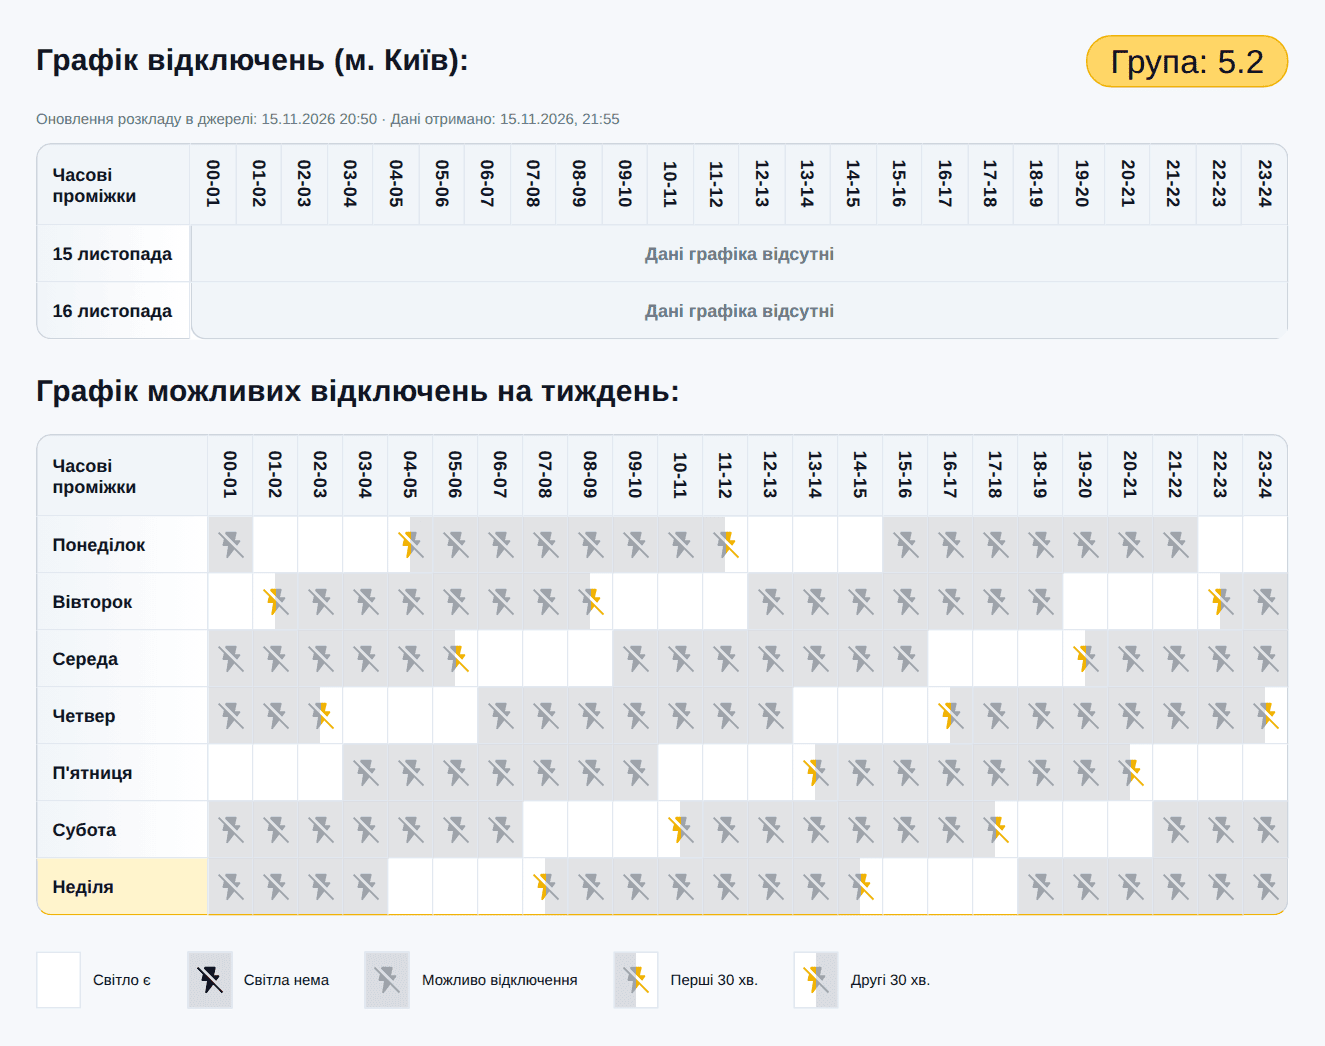 Графік відключень (м. Київ):
Група: 5.2
Оновлення розкладу в джерелі: 15.11.2026 20:50 · Дані отримано: 15.11.2026, 21:55
Часові проміжки 00-01 01-02 02-03 03-04 04-05 05-06 06-07 07-08 08-09 09-10 10-11 11-12 12-13 13-14 14-15 15-16 16-17 17-18 18-19 19-20 20-21 21-22 22-23 23-24
15 листопада Дані графіка відсутні
16 листопада Дані графіка відсутні
Графік можливих відключень на тиждень:
Часові проміжки 00-01 01-02 02-03 03-04 04-05 05-06 06-07 07-08 08-09 09-10 10-11 11-12 12-13 13-14 14-15 15-16 16-17 17-18 18-19 19-20 20-21 21-22 22-23 23-24
Понеділок
Вівторок
Середа
Четвер
П'ятниця
Субота
Неділя
Світло є Світла нема Можливо відключення Перші 30 хв. Другі 30 хв.